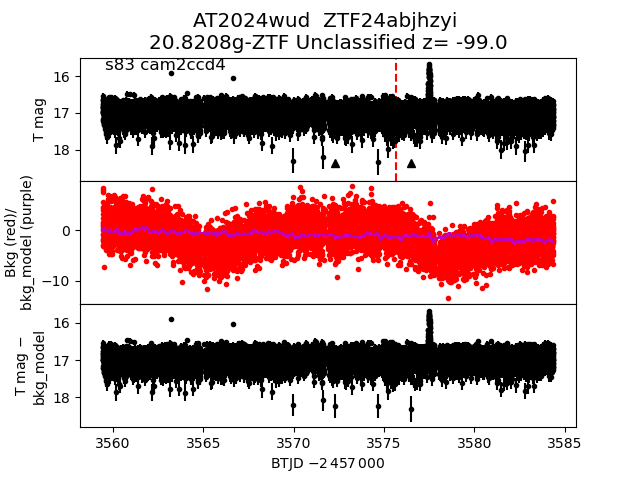 AT2024wud  ZTF24abjhzyi
20.8208g-ZTF Unclassified z= -99.0
s83 cam2ccd4
T mag
16
17
18
Bkg (red)/
bkg_model (purple)
0
−10
T mag −
bkg_model
16
17
18
3560
3565
3570
3575
3580
3585
BTJD −2 457 000